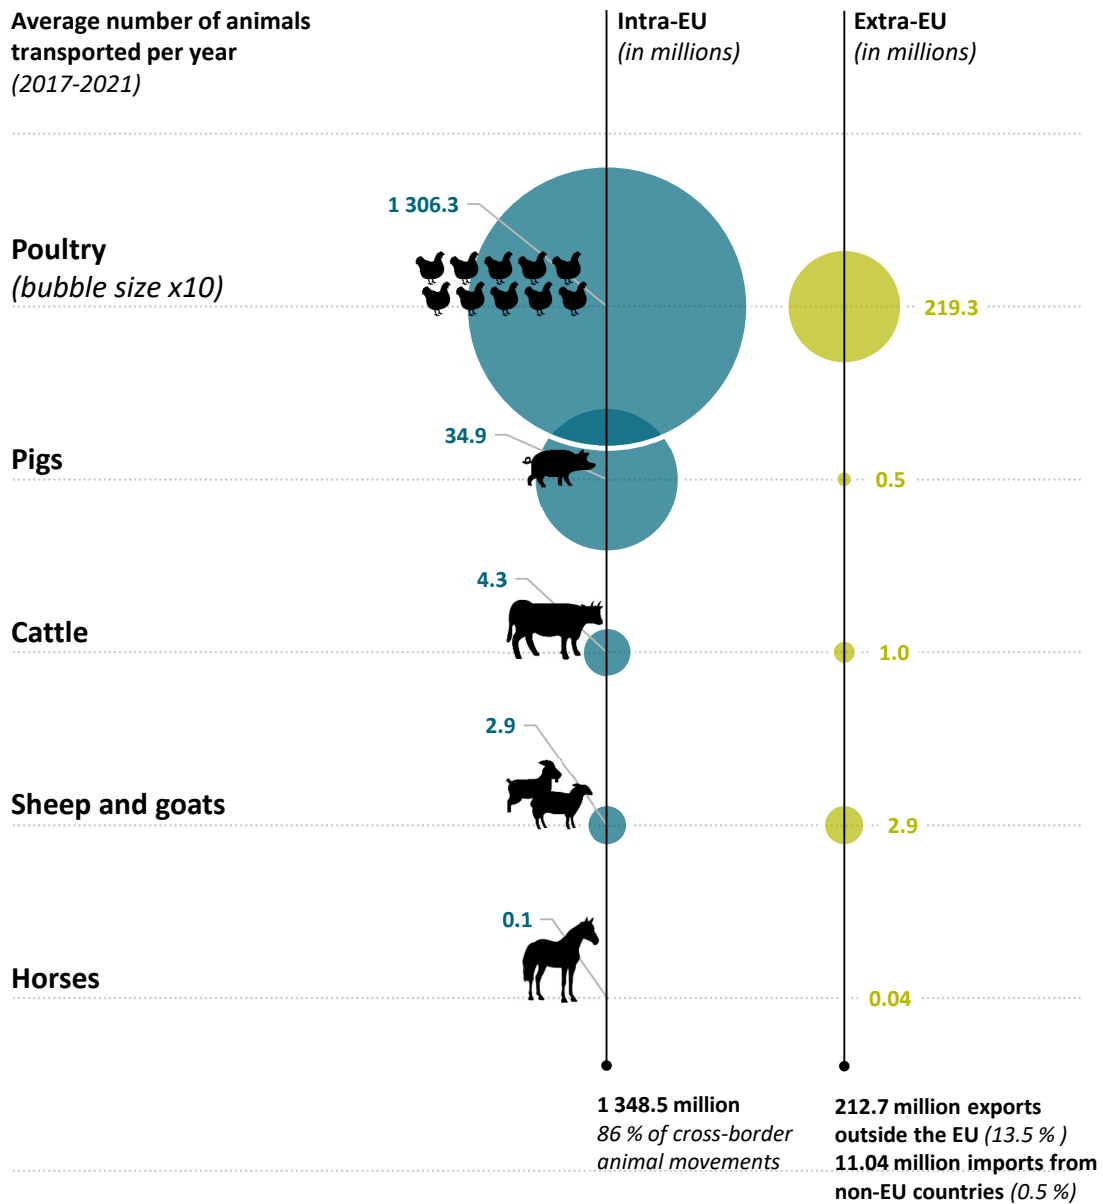 Average number of animals
transported per year
(2017-2021)
Intra-EU
(in millions)
Extra-EU
(in millions)
Poultry
(bubble size x10)
1 306.3
219.3
Pigs
34.9
0.5
Cattle
4.3
1.0
Sheep and goats
2.9
2.9
Horses
0.1
0.04
1 348.5 million
86 % of cross-border
animal movements
212.7 million exports
outside the EU (13.5 % )
11.04 million imports from
non-EU countries (0.5 %)